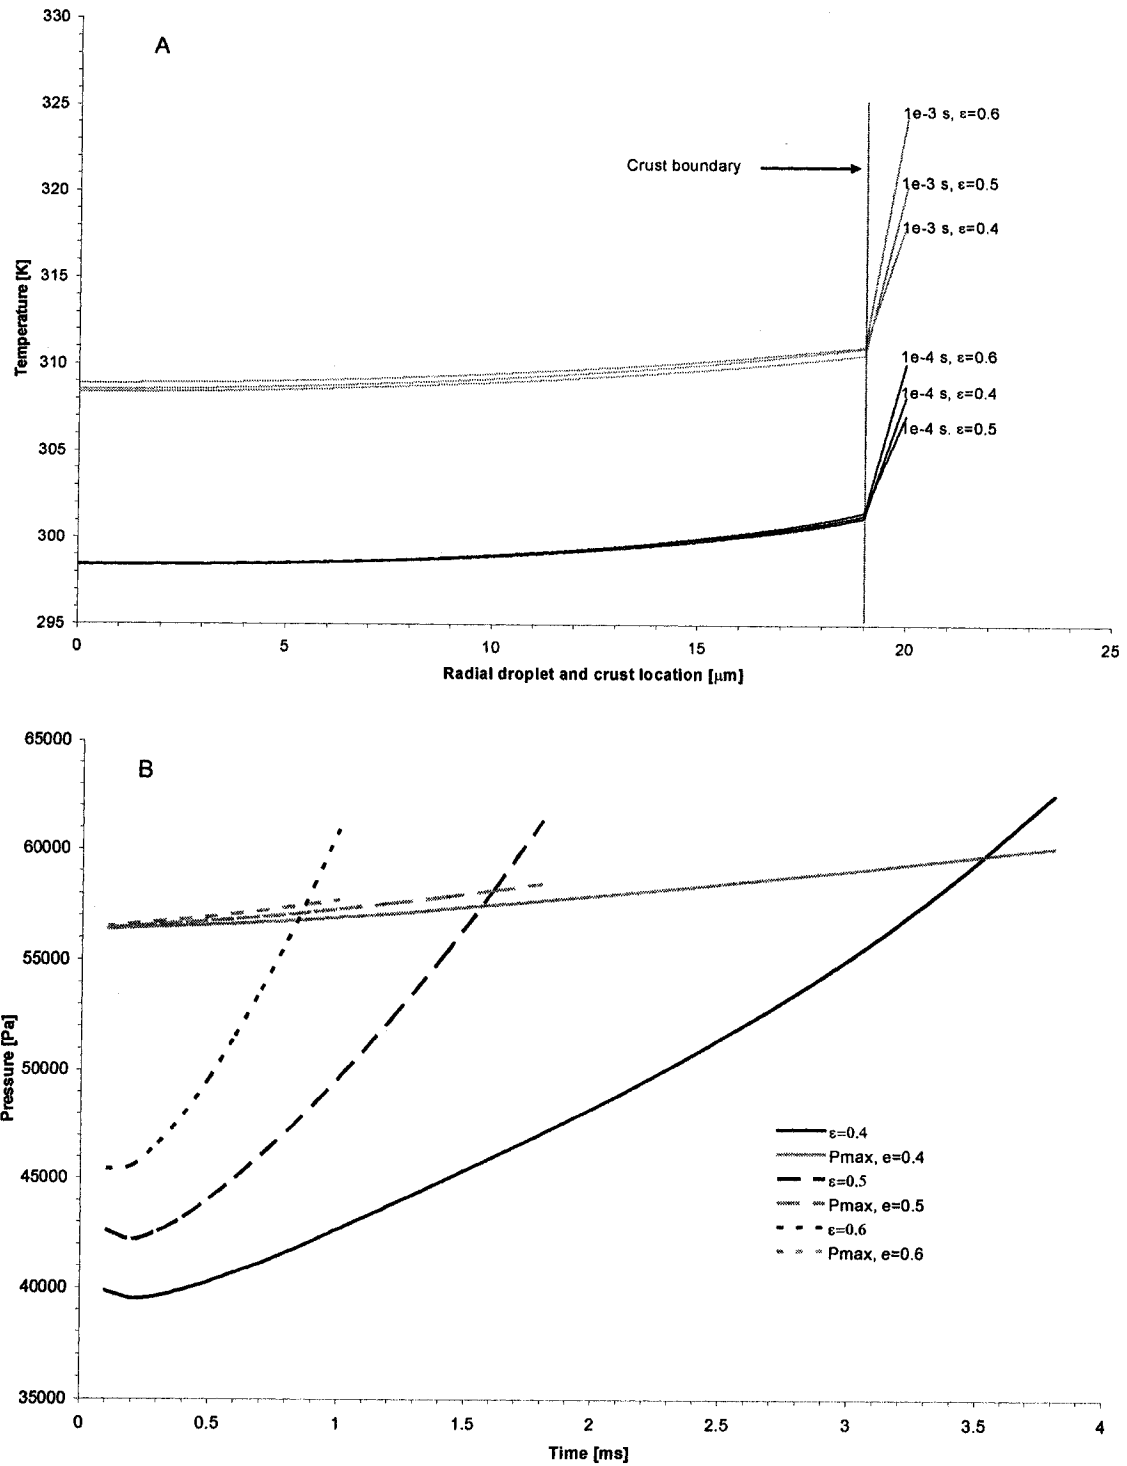 330
A
325
1e-3 s, ε=0.6
Crust boundary
320
1e-3 s, ε=0.5
1e-3 s, ε=0.4
315
Temperature [K]
310
1e-4 s, ε=0.6
1e-4 s, ε=0.4
1e-4 s. ε=0.5
305
300
295
0 5 10 15 20 25
Radial droplet and crust location [μm]
65000
B
60000
55000
50000
Pressure [Pa]
45000
40000
35000
ε=0.4
Pmax, e=0.4
ε=0.5
Pmax, e=0.5
ε=0.6
Pmax, e=0.6
0 0.5 1 1.5 2 2.5 3 3.5 4
Time [ms]